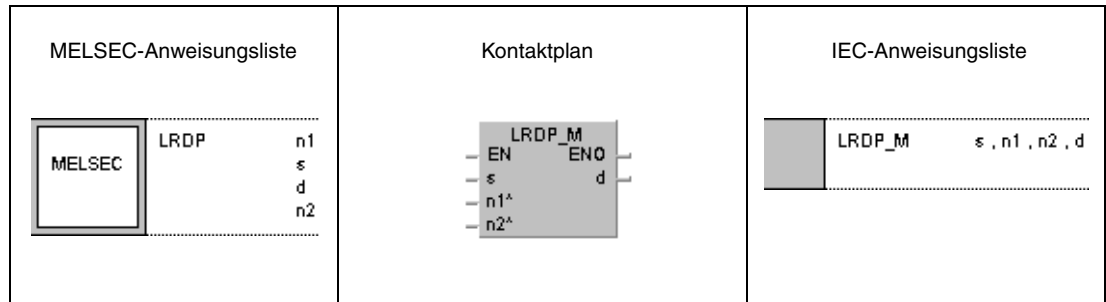 MELSEC-Anweisungsliste
MELSEC
LRDP n1
s
d
n2
Kontaktplan
LRDP_M
EN ENO
s d
n1^
n2^
IEC-Anweisungsliste
LRDP_M s , n1 , n2 , d